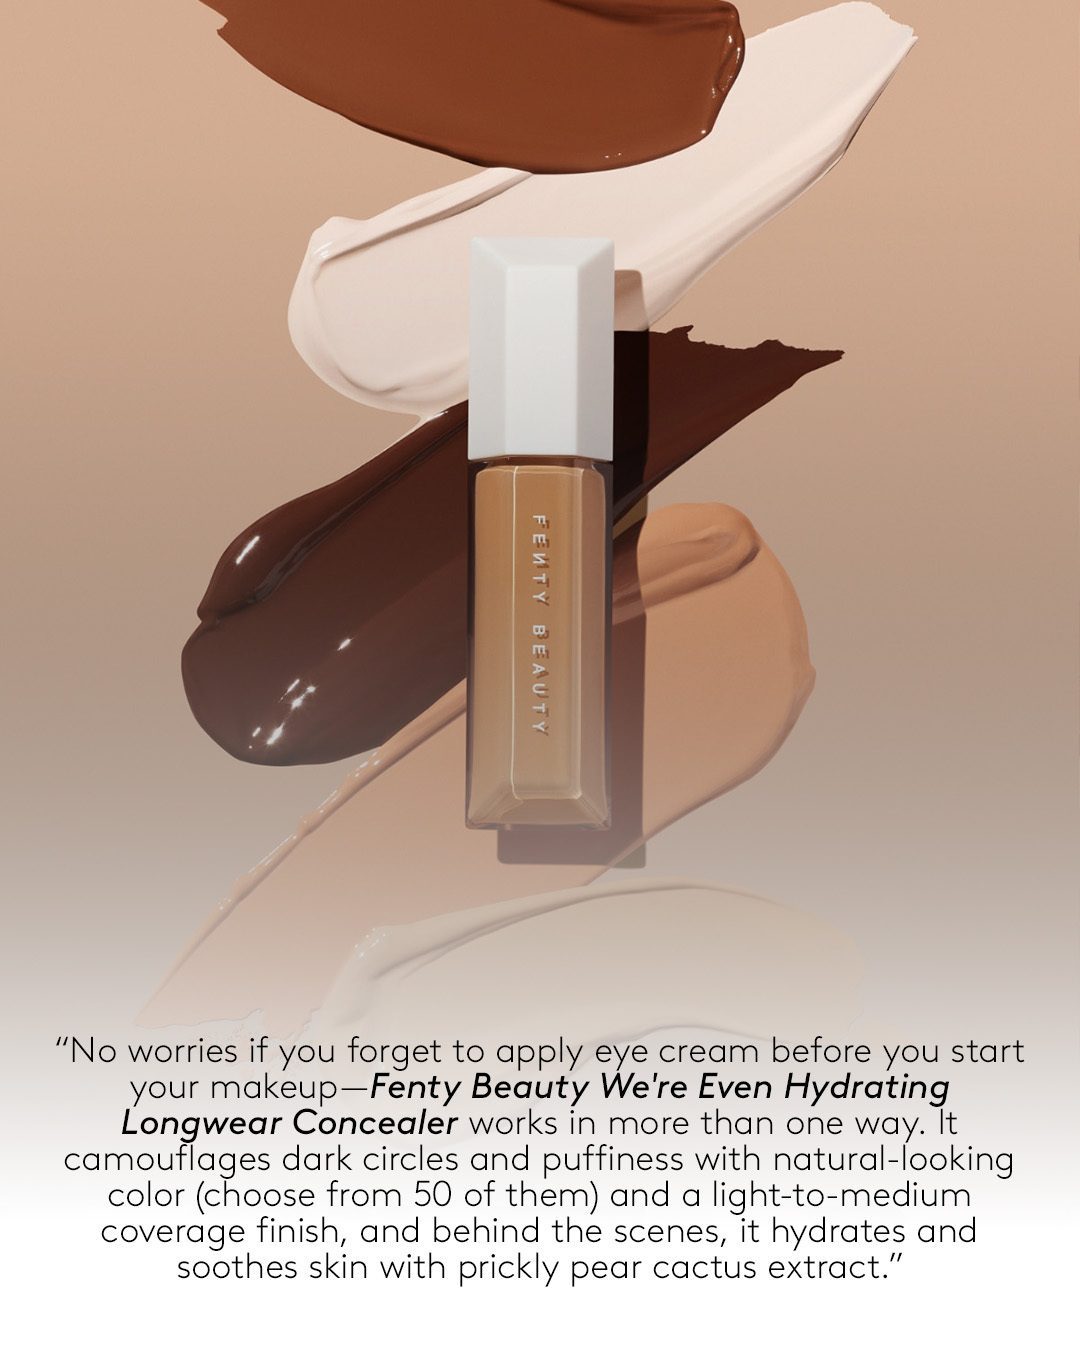 FENTY BEAUTY
“No worries if you forget to apply eye cream before you start
your makeup—Fenty Beauty We're Even Hydrating
Longwear Concealer works in more than one way. It
camouflages dark circles and puffiness with natural-looking
color (choose from 50 of them) and a light-to-medium
coverage finish, and behind the scenes, it hydrates and
soothes skin with prickly pear cactus extract.”